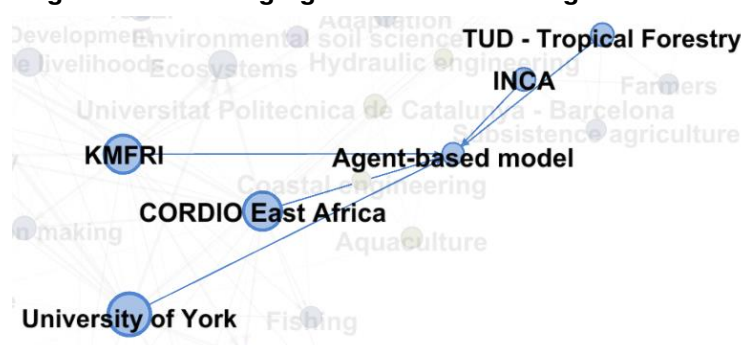 Adaptation
Development
Environmental soil science
TUD - Tropical Forestry
livelihoods
Ecosystems
Hydraulic engineering
INCA
Farmers
Universitat Politecnica de Catalunya - Barcelona
Subsistence agriculture
KMFRI
Agent-based model
Coastal engineering
CORDIO East Africa
making
Aquaculture
University of York
Fishing